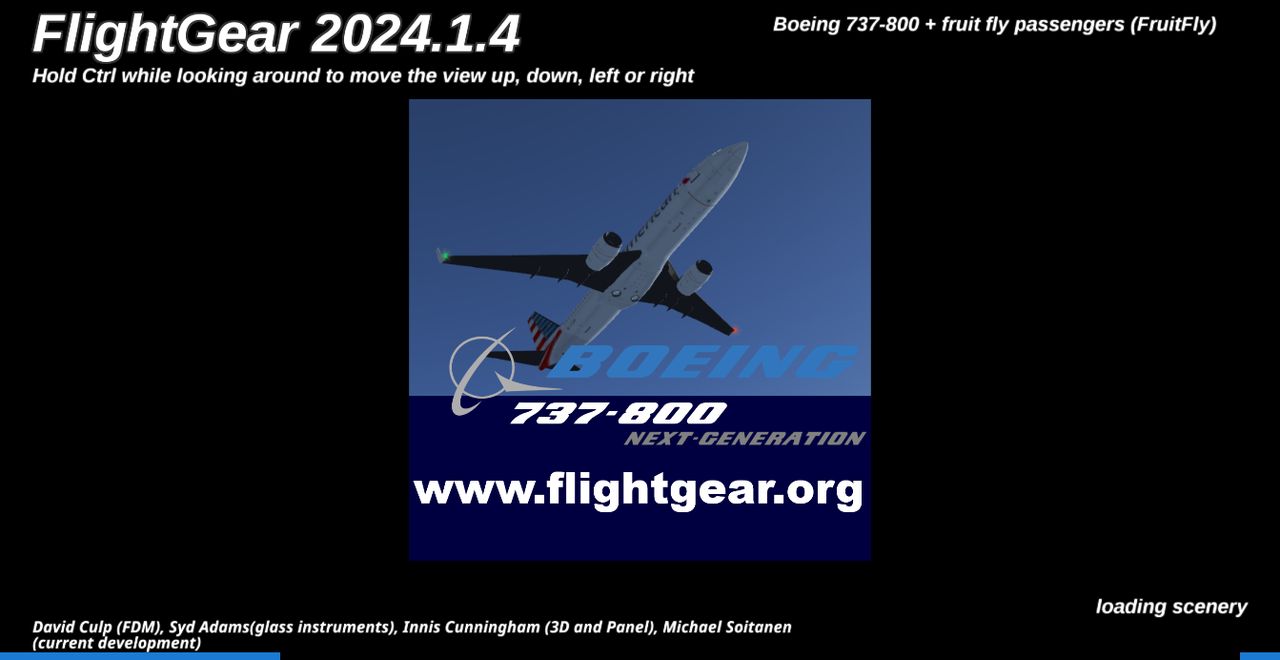 FlightGear 2024.1.4
Boeing 737-800 + fruit fly passengers (FruitFly)
Hold Ctrl while looking around to move the view up, down, left or right
BOEING
737-800
NEXT-GENERATION
www.flightgear.org
loading scenery
David Culp (FDM), Syd Adams(glass instruments), Innis Cunningham (3D and Panel), Michael Soitanen
(current development)